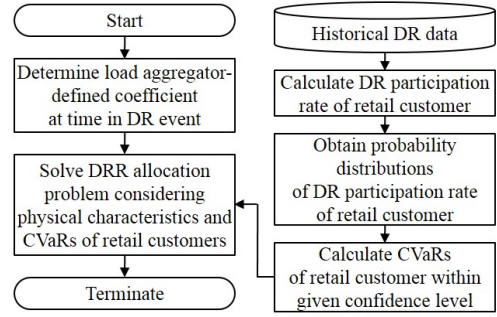 Start
Determine load aggregator-
defined coefficient
at time in DR event
Solve DRR allocation
problem considering
physical characteristics and
CVaRs of retail customers
Terminate
Historical DR data
Calculate DR participation
rate of retail customer
Obtain probability
distributions
of DR participation rate
of retail customer
Calculate CVaRs
of retail customer within
given confidence level